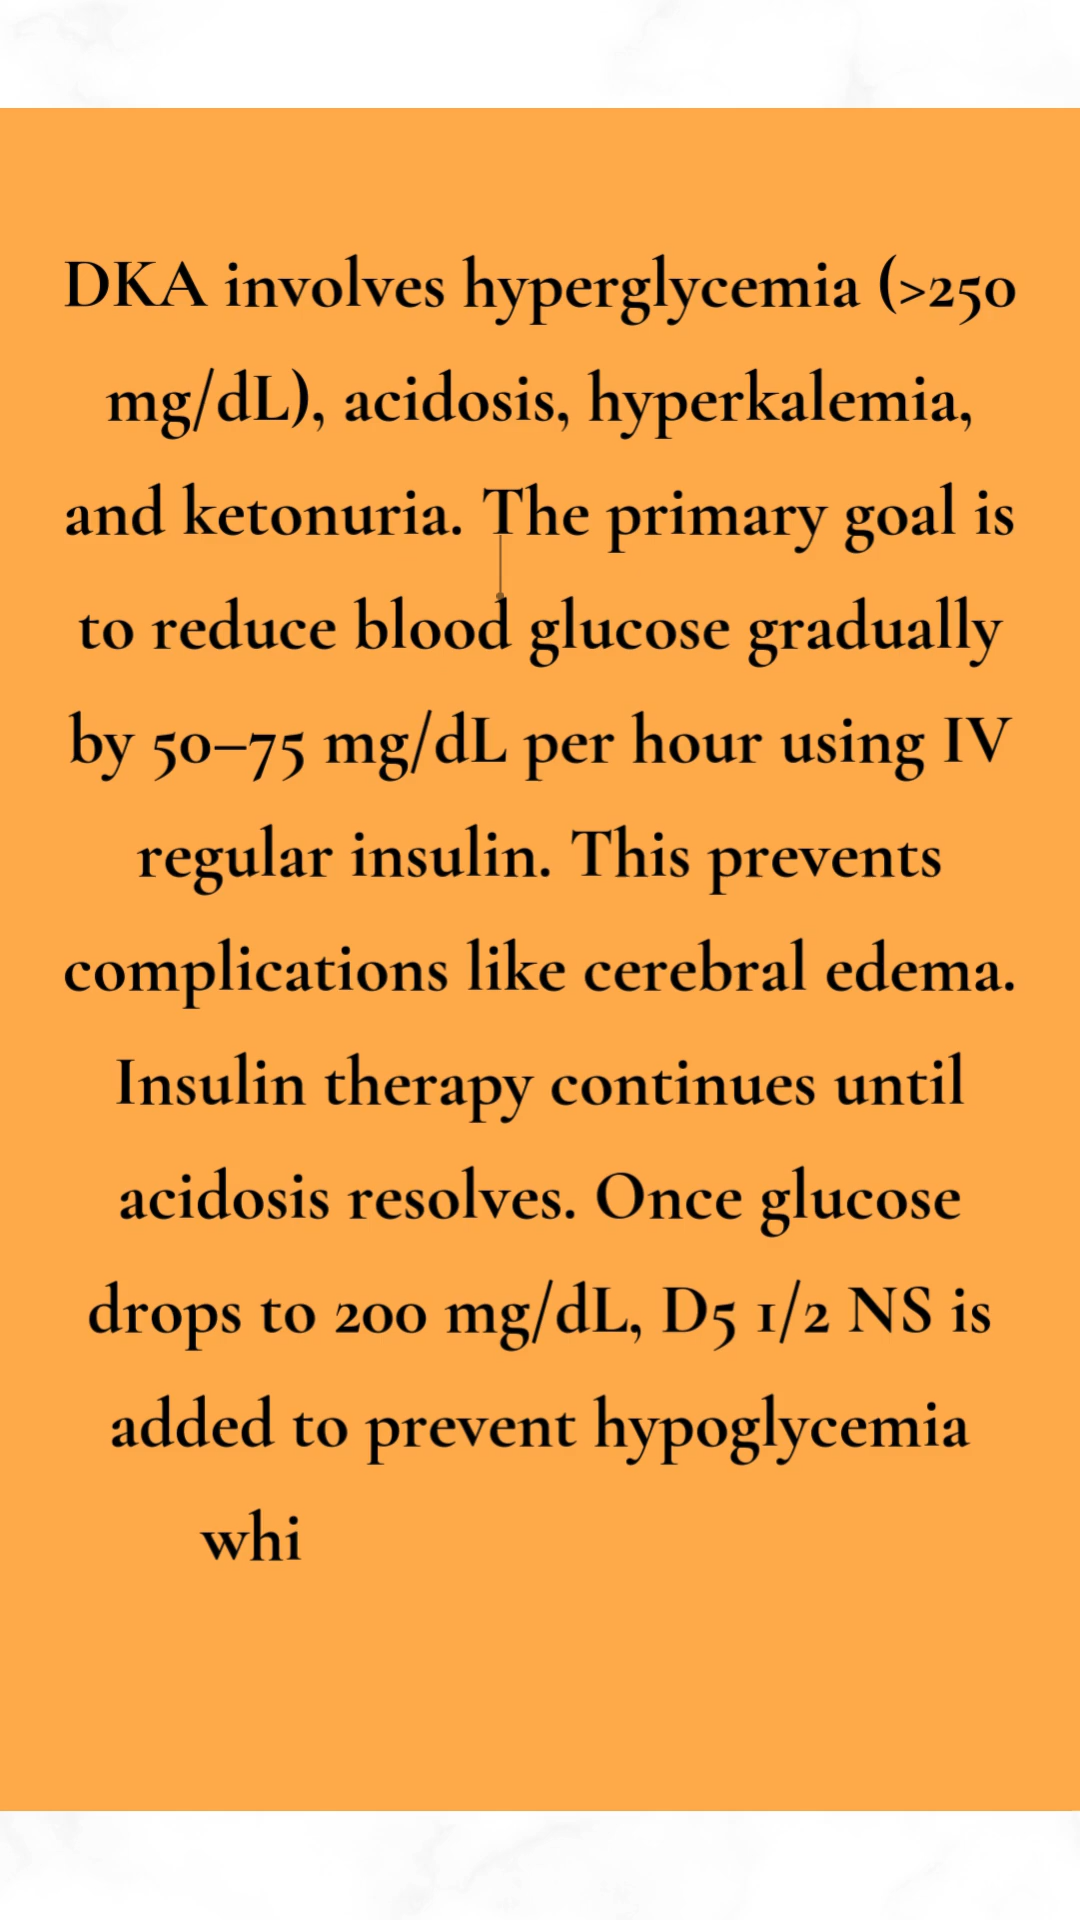 DKA involves hyperglycemia (>250
mg/dL), acidosis, hyperkalemia,
and ketonuria. The primary goal is
to reduce blood glucose gradually
by 50–75 mg/dL per hour using IV
regular insulin. This prevents
complications like cerebral edema.
Insulin therapy continues until
acidosis resolves. Once glucose
drops to 200 mg/dL, D5 1/2 NS is
added to prevent hypoglycemia
whi